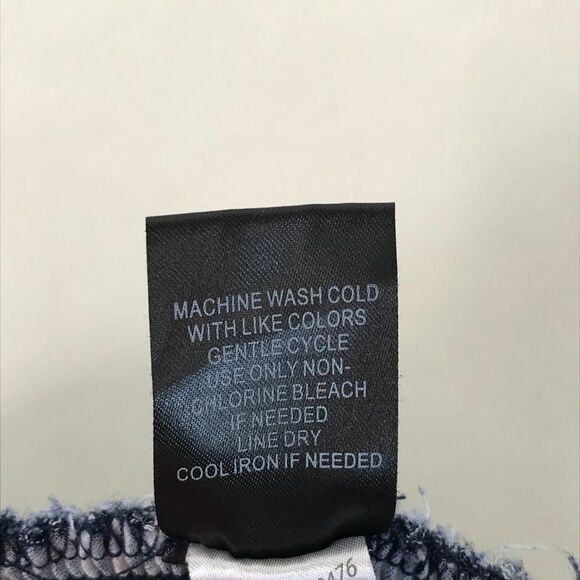 MACHINE WASH COLD
WITH LIKE COLORS
GENTLE CYCLE
USE ONLY NON-
CHLORINE BLEACH
IF NEEDED
LINE DRY
COOL IRON IF NEEDED